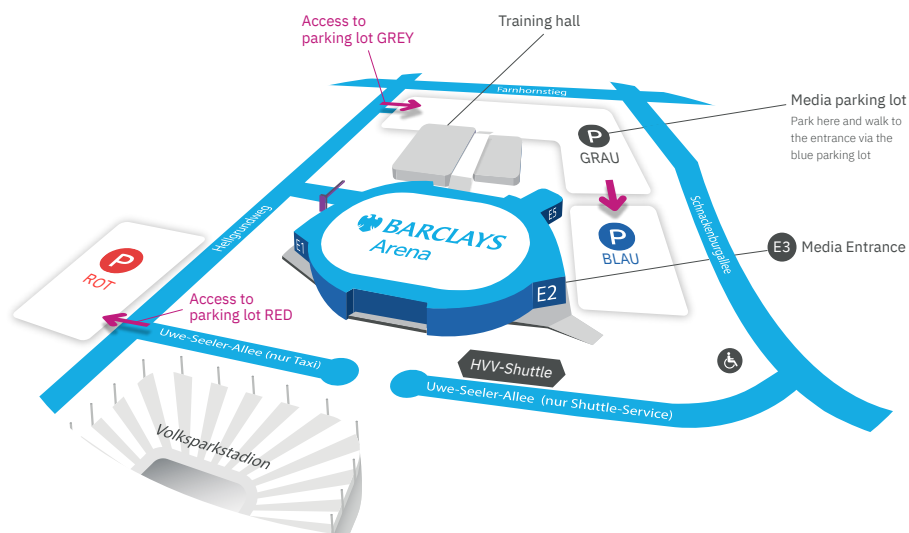 Access to
parking lot GREY
Training hall
Farnhornstieg
Media parking lot
Park here and walk to
the entrance via the
blue parking lot
P
GRAU
Schnackenburgallee
Hellgrundweg
E5
BARCLAYS
Arena
E1
P
BLAU
E3 Media Entrance
P
ROT
E2
Access to
parking lot RED
Uwe-Seeler-Allee (nur Taxi)
HVV-Shuttle
Uwe-Seeler-Allee (nur Shuttle-Service)
Volksparkstadion